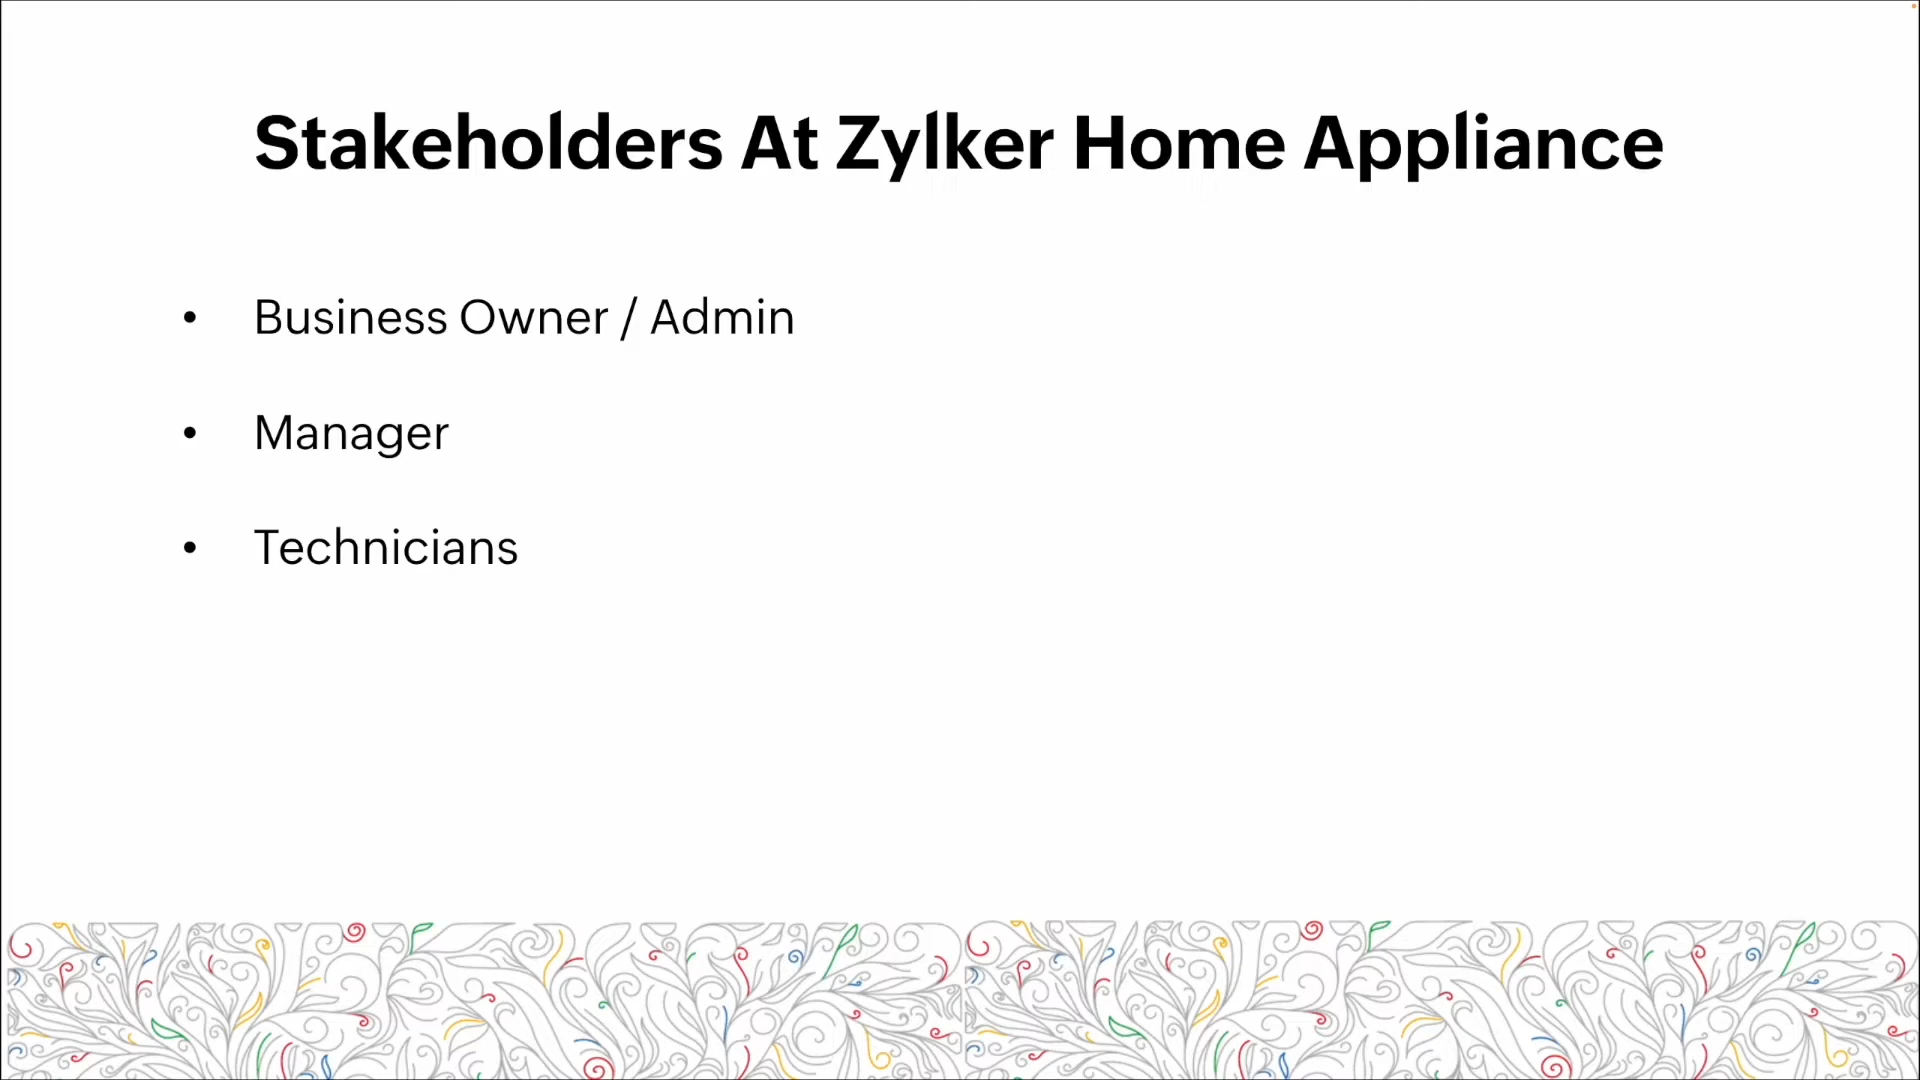 Stakeholders At Zylker Home Appliance
• Business Owner / Admin
• Manager
• Technicians